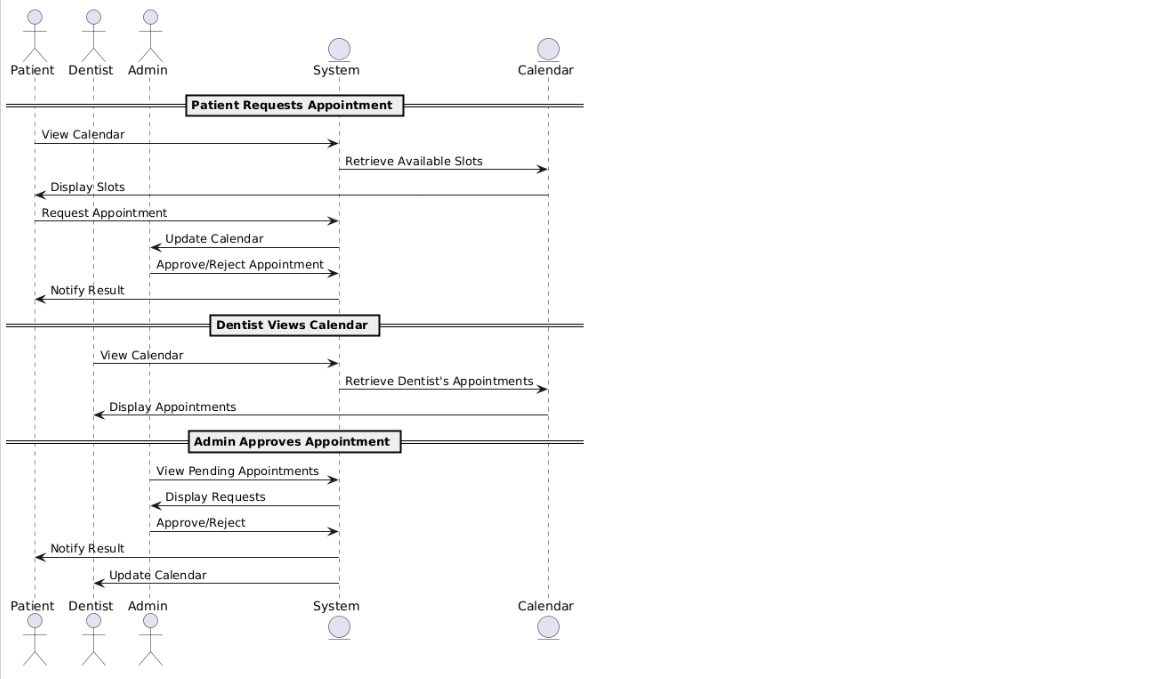 Patient Dentist Admin System Calendar
Patient Requests Appointment
View Calendar
Retrieve Available Slots
Display Slots
Request Appointment
Update Calendar
Approve/Reject Appointment
Notify Result
Dentist Views Calendar
View Calendar
Retrieve Dentist's Appointments
Display Appointments
Admin Approves Appointment
View Pending Appointments
Display Requests
Approve/Reject
Notify Result
Update Calendar
Patient Dentist Admin System Calendar